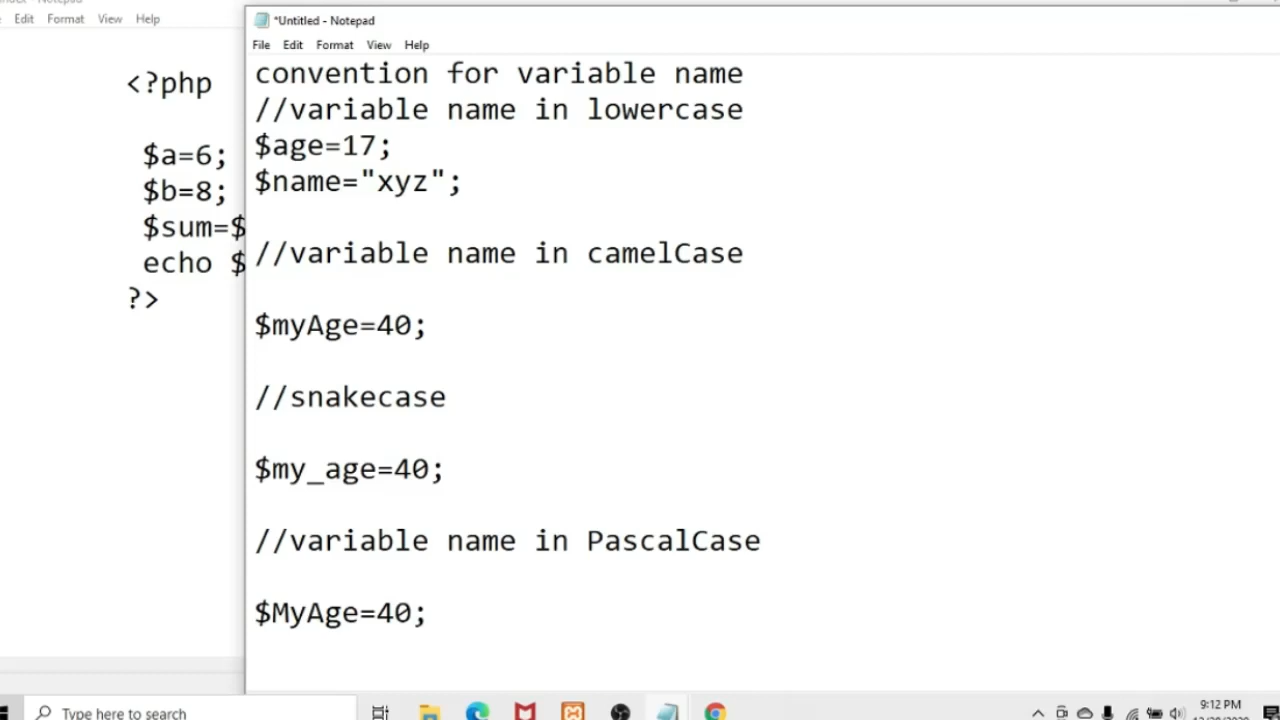 Edit Format View Help
<?php
$a=6;
$b=8;
$sum=$
echo $
?>
*Untitled - Notepad
File Edit Format View Help
convention for variable name
//variable name in lowercase
$age=17;
$name="xyz";
//variable name in camelCase
$myAge=40;
//snakecase
$my_age=40;
//variable name in PascalCase
$MyAge=40;
Type here to search
9:12 PM